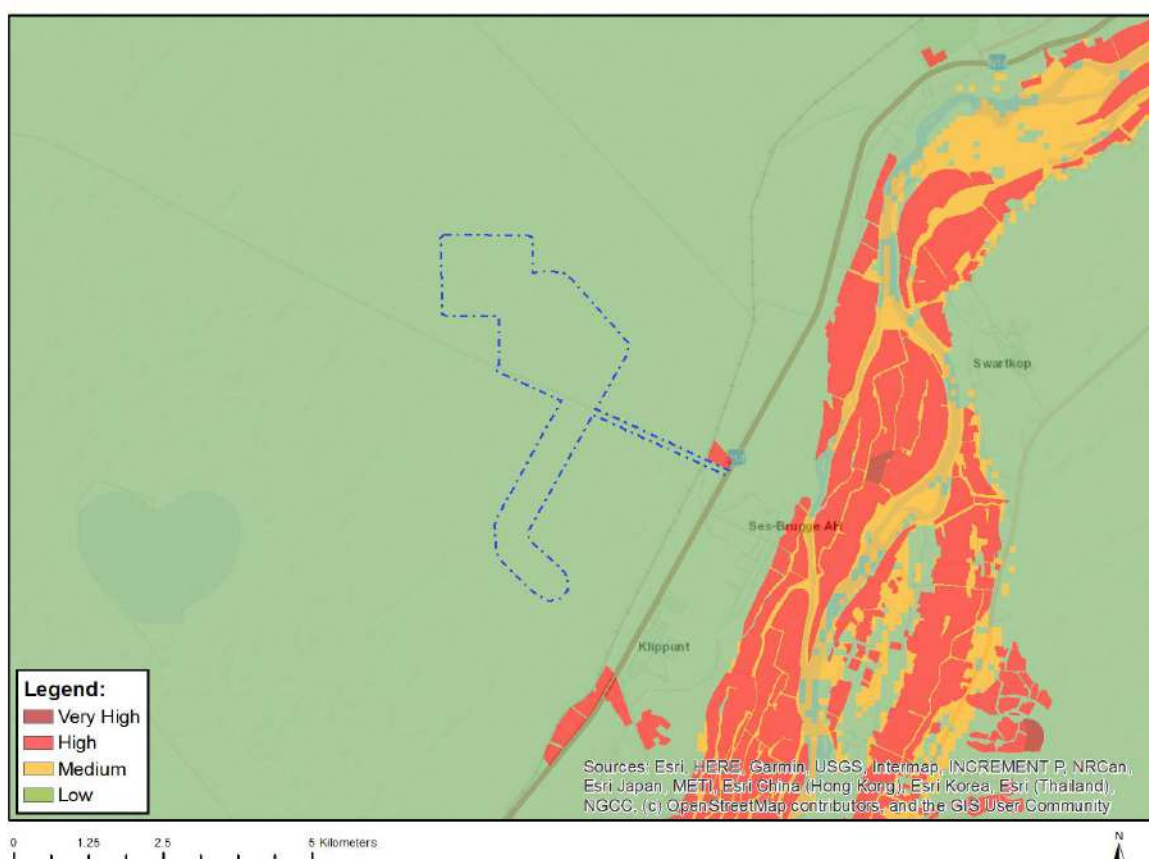 Swartkop
Ses-Brugge AH
Klippunt
Legend:
Very High
High
Medium
Low
Sources: Esri, HERE, Garmin, USGS, Intermap, INCREMENT P, NRCan,
Esri Japan, METI, Esri China (Hong Kong), Esri Korea, Esri (Thailand),
NGCC, (c) OpenStreetMap contributors, and the GIS User Community
0 1.25 2.5 5 Kilometers
N